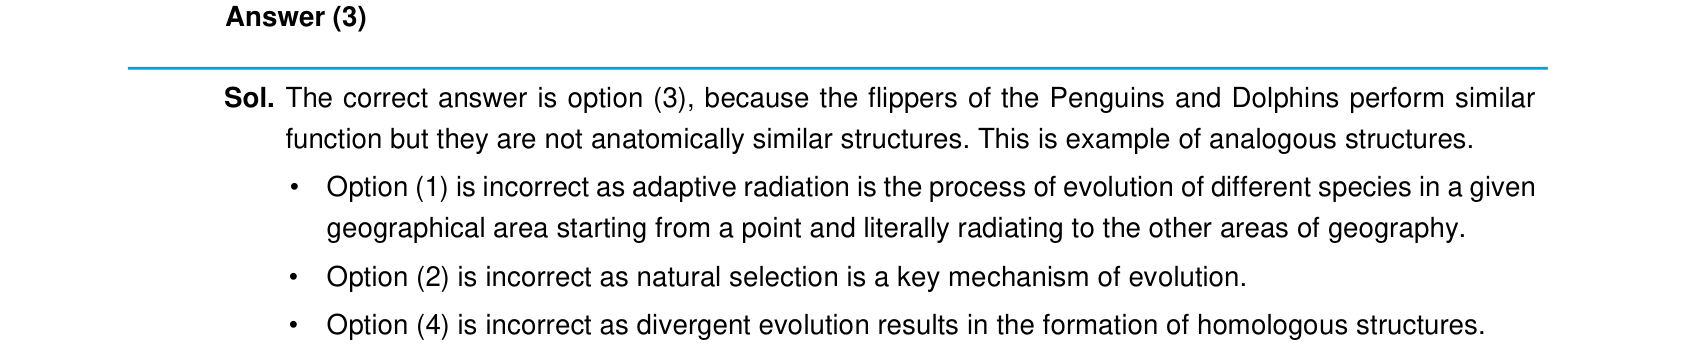 Answer (3)
Sol. The correct answer is option (3), because the flippers of the Penguins and Dolphins perform similar
function but they are not anatomically similar structures. This is example of analogous structures.
• Option (1) is incorrect as adaptive radiation is the process of evolution of different species in a given
geographical area starting from a point and literally radiating to the other areas of geography.
• Option (2) is incorrect as natural selection is a key mechanism of evolution.
• Option (4) is incorrect as divergent evolution results in the formation of homologous structures.